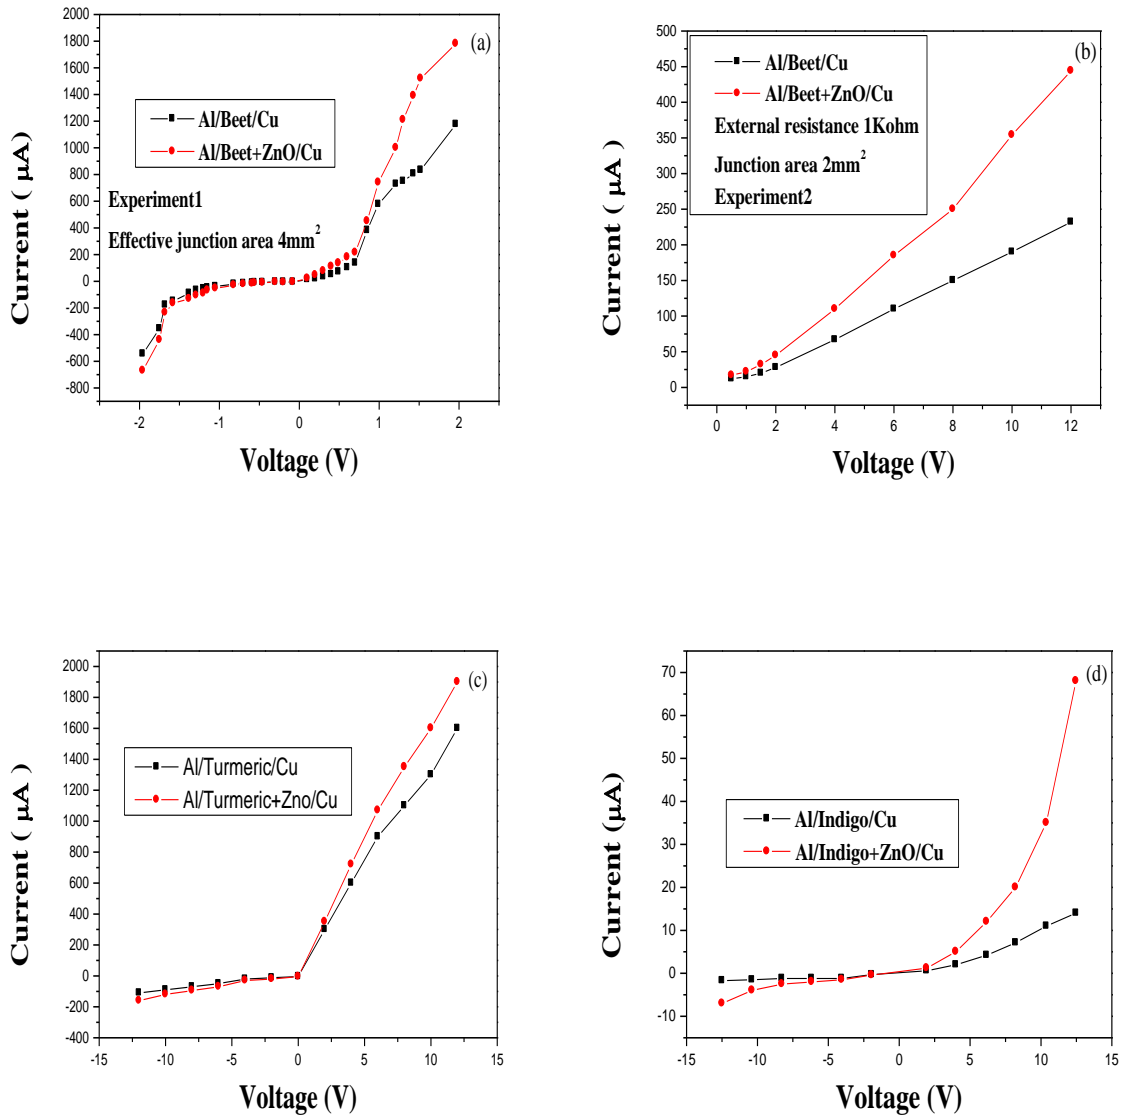 (a)
Al/Beet/Cu
Al/Beet+ZnO/Cu
Experiment1
Effective junction area 4mm²
2000
1800
1600
1400
1200
1000
800
600
400
200
0
-200
-400
-600
-800
-2
-1
0
1
2
Current ( μA )
Voltage (V)
(b)
Al/Beet/Cu
Al/Beet+ZnO/Cu
External resistance 1Kohm
Junction area 2mm²
Experiment2
500
450
400
350
300
250
200
150
100
50
0
0
2
4
6
8
10
12
Current ( μA )
Voltage (V)
(c)
Al/Turmeric/Cu
Al/Turmeric+Zno/Cu
2000
1800
1600
1400
1200
1000
800
600
400
200
0
-200
-400
-15
-10
-5
0
5
10
15
Current ( μA )
Voltage (V)
(d)
Al/Indigo/Cu
Al/Indigo+ZnO/Cu
70
60
50
40
30
20
10
0
-10
-15
-10
-5
0
5
10
15
Current (μA)
Voltage (V)